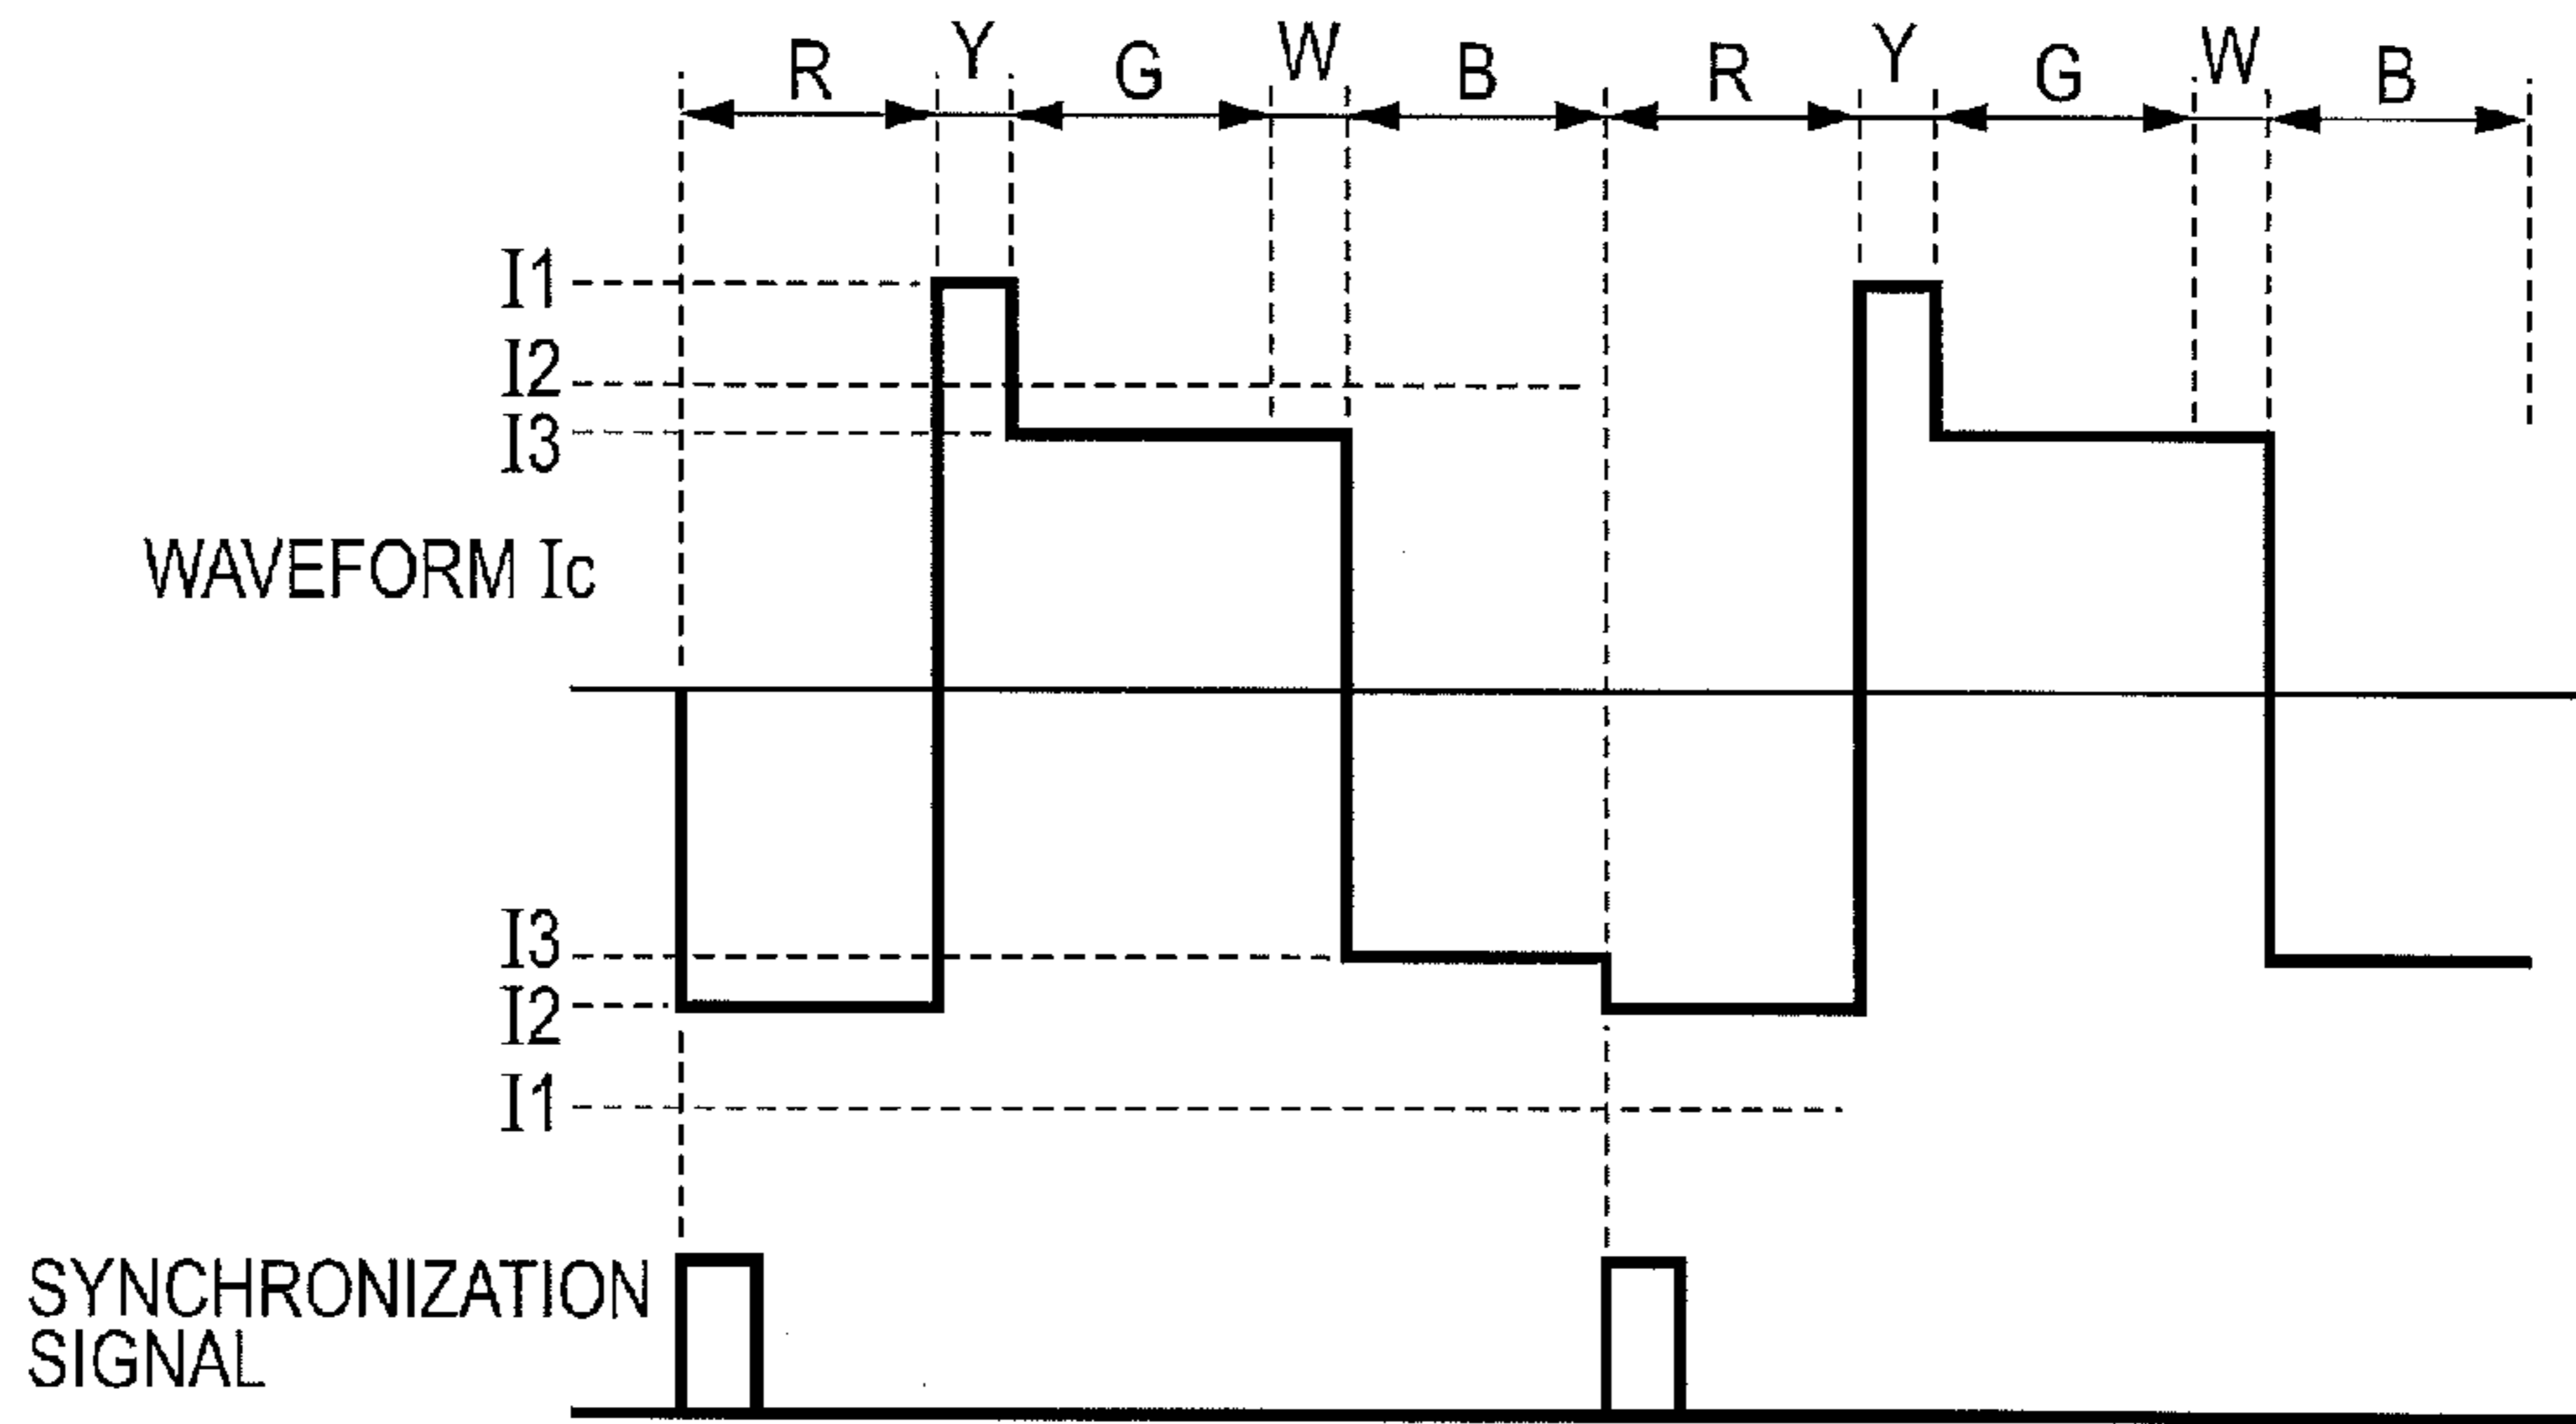 R Y G W B R Y G W B
I1
I2
I3
WAVEFORM Ic
I3
I2
I1
SYNCHRONIZATION
SIGNAL